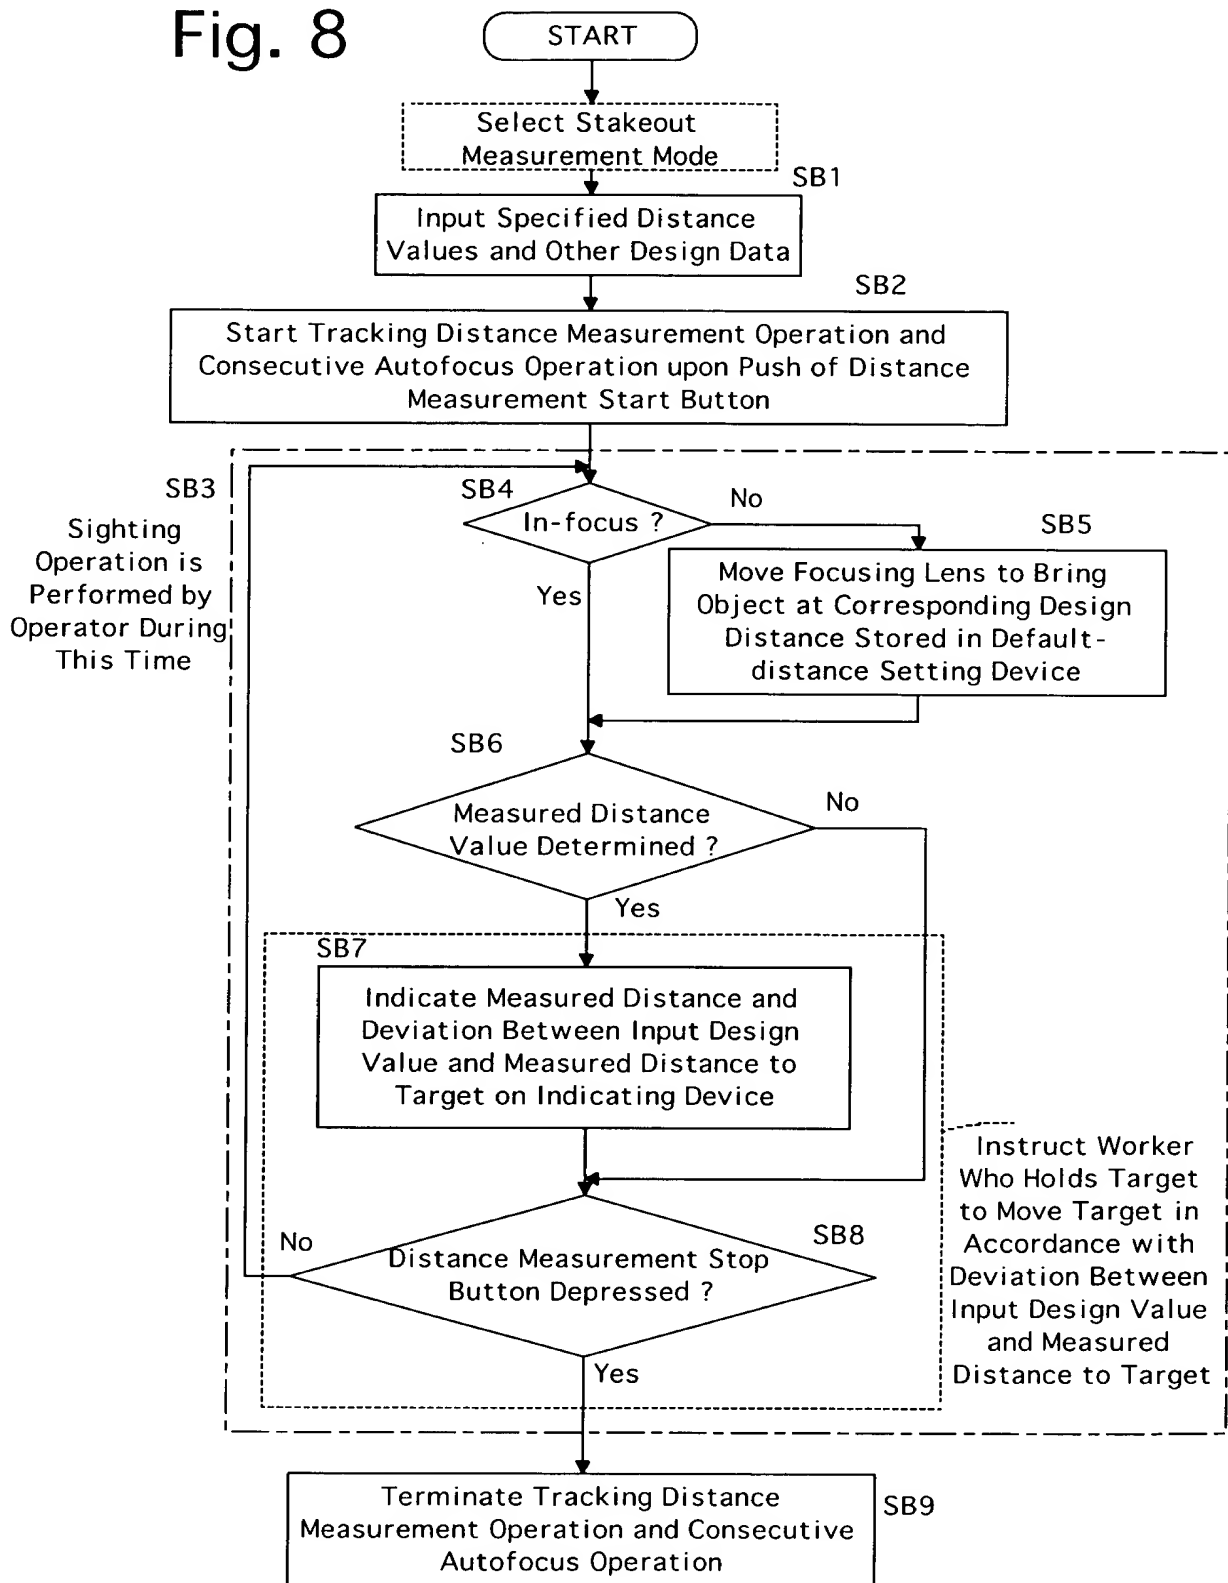 Fig. 8
START
Select Stakeout
Measurement Mode
SB1
Input Specified Distance
Values and Other Design Data
SB2
Start Tracking Distance Measurement Operation and
Consecutive Autofocus Operation upon Push of Distance
Measurement Start Button
SB3
Sighting
Operation is
Performed by
Operator During
This Time
SB4
In-focus ?
No
Yes
SB5
Move Focusing Lens to Bring
Object at Corresponding Design
Distance Stored in Default-
distance Setting Device
SB6
Measured Distance
Value Determined ?
No
Yes
SB7
Indicate Measured Distance and
Deviation Between Input Design
Value and Measured Distance to
Target on Indicating Device
Instruct Worker
Who Holds Target
to Move Target in
Accordance with
Deviation Between
Input Design Value
and Measured
Distance to Target
SB8
No
Distance Measurement Stop
Button Depressed ?
Yes
SB9
Terminate Tracking Distance
Measurement Operation and Consecutive
Autofocus Operation